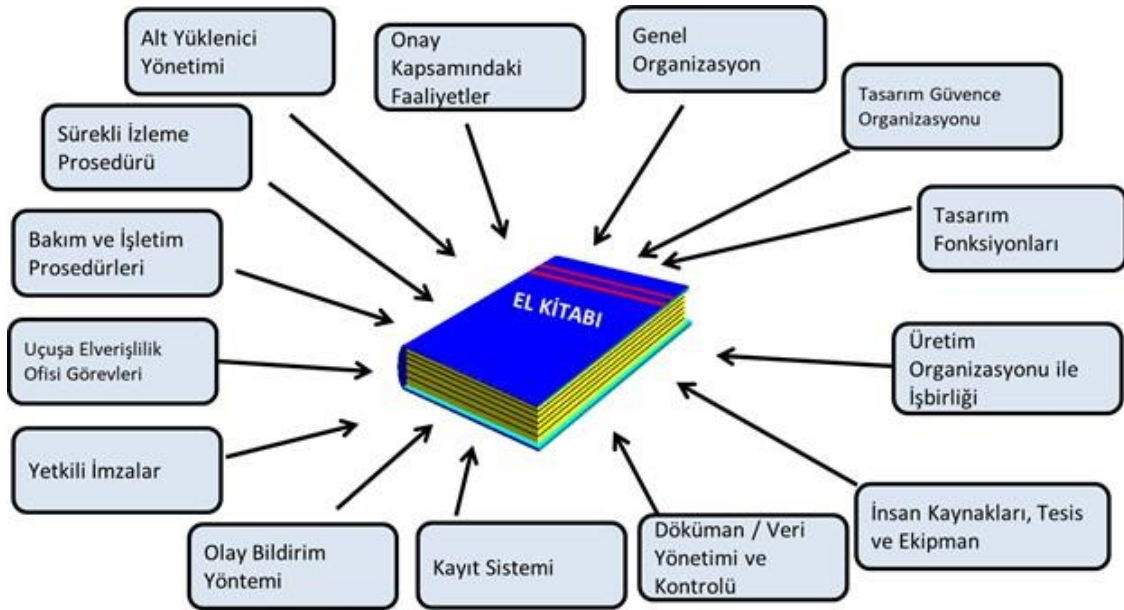 Alt Yüklenici
Yönetimi
Onay
Kapsamındaki
Faaliyetler
Genel
Organizasyon
Tasarım Güvence
Organizasyonu
Sürekli İzleme
Prosedürü
Tasarım
Fonksiyonları
Bakım ve İşletim
Prosedürleri
EL KİTABI
Uçuşa Elverişlilik
Ofisi Görevleri
Üretim
Organizasyonu ile
İşbirliği
Yetkili İmzalar
İnsan Kaynakları, Tesis
ve Ekipman
Olay Bildirim
Yöntemi
Kayıt Sistemi
Döküman / Veri
Yönetimi ve
Kontrolü